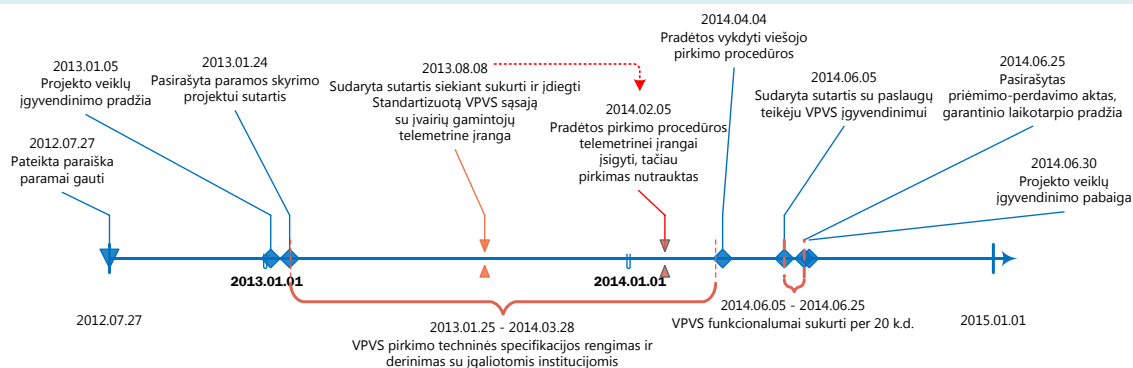 2012.07.27
Pateikta paraiška
paramai gauti
2013.01.05
Projekto veiklų
įgyvendinimo pradžia
2013.01.24
Pasirašyta paramos skyrimo
projektui sutartis
2013.08.08
Sudaryta sutartis siekiant sukurti ir įdiegti
Standartizuotą VPVS sąsają
su įvairių gamintojų
telemetrine įranga
2014.02.05
Pradėtos pirkimo procedūros
telemetrinei įrangai
įsigyti, tačiau
pirkimas nutrauktas
2014.04.04
Pradėtos vykdyti viešojo
pirkimo procedūros
2014.06.05
Sudaryta sutartis su paslaugų
teikėju VPVS įgyvendinimui
2014.06.25
Pasirašytas
priėmimo-perdavimo aktas,
garantinio laikotarpio pradžia
2014.06.30
Projekto veiklų
įgyvendinimo pabaiga
2013.01.01
2014.01.01
2012.07.27
2013.01.25 - 2014.03.28
VPVS pirkimo techninės specifikacijos rengimas ir
derinimas su įgaliotomis institucijomis
2014.06.05 - 2014.06.25
VPVS funkcionalumai sukurti per 20 k.d.
2015.01.01